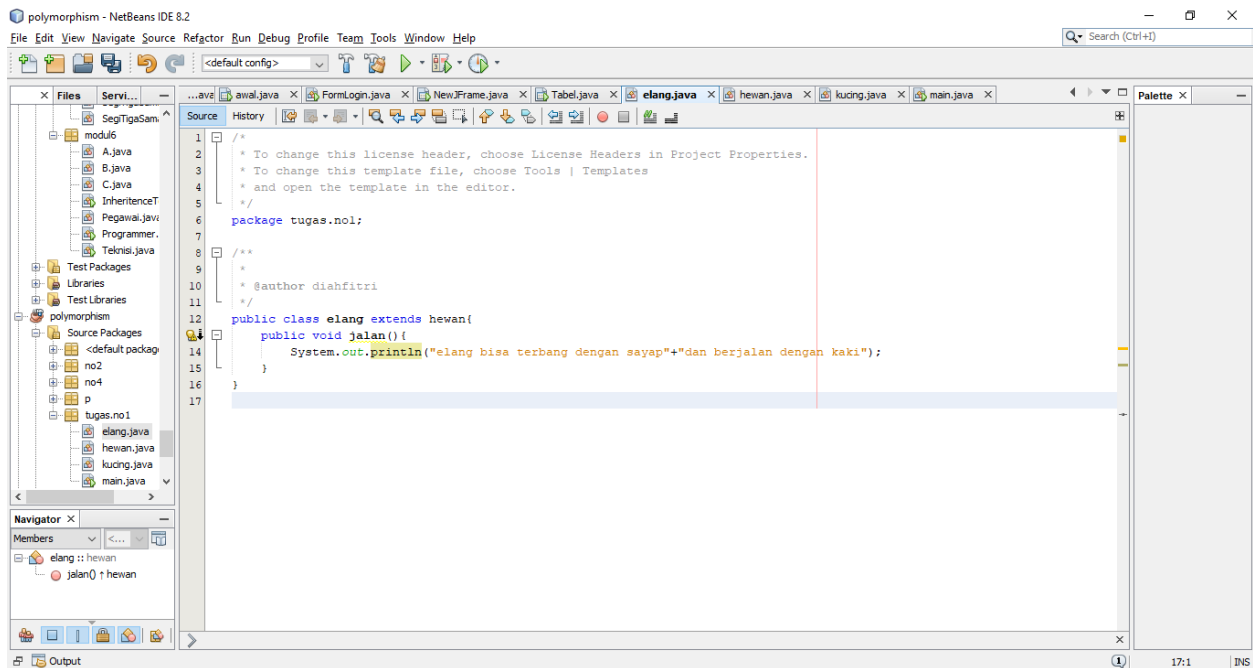 polymorphism - NetBeans IDE 8.2
File Edit View Navigate Source Refactor Run Debug Profile Team Tools Window Help
Search (Ctrl+I)
<default config>
Files Servi...
...ava awal.java FormLogin.java NewJFrame.java Tabel.java elang.java hewan.java kucing.java main.java
Palette
Source History
SegiTigaSam
modul6
A.java
B.java
C.java
InheritenceT
Pegawai.java
Programmer.
Teknisi.java
Test Packages
Libraries
Test Libraries
polymorphism
Source Packages
<default packag
no2
no4
p
tugas.no1
elang.java
hewan.java
kucing.java
main.java
1 /*
2 * To change this license header, choose License Headers in Project Properties.
3 * To change this template file, choose Tools | Templates
4 * and open the template in the editor.
5 */
6 package tugas.no1;
7
8 /**
9 *
10 * @author diahfitri
11 */
12 public class elang extends hewan{
public void jalan(){
14 System.out.println("elang bisa terbang dengan sayap"+"dan berjalan dengan kaki");
15 }
16 }
17
Navigator
Members <...
elang :: hewan
jalan() ↑ hewan
Output
1
17:1 INS